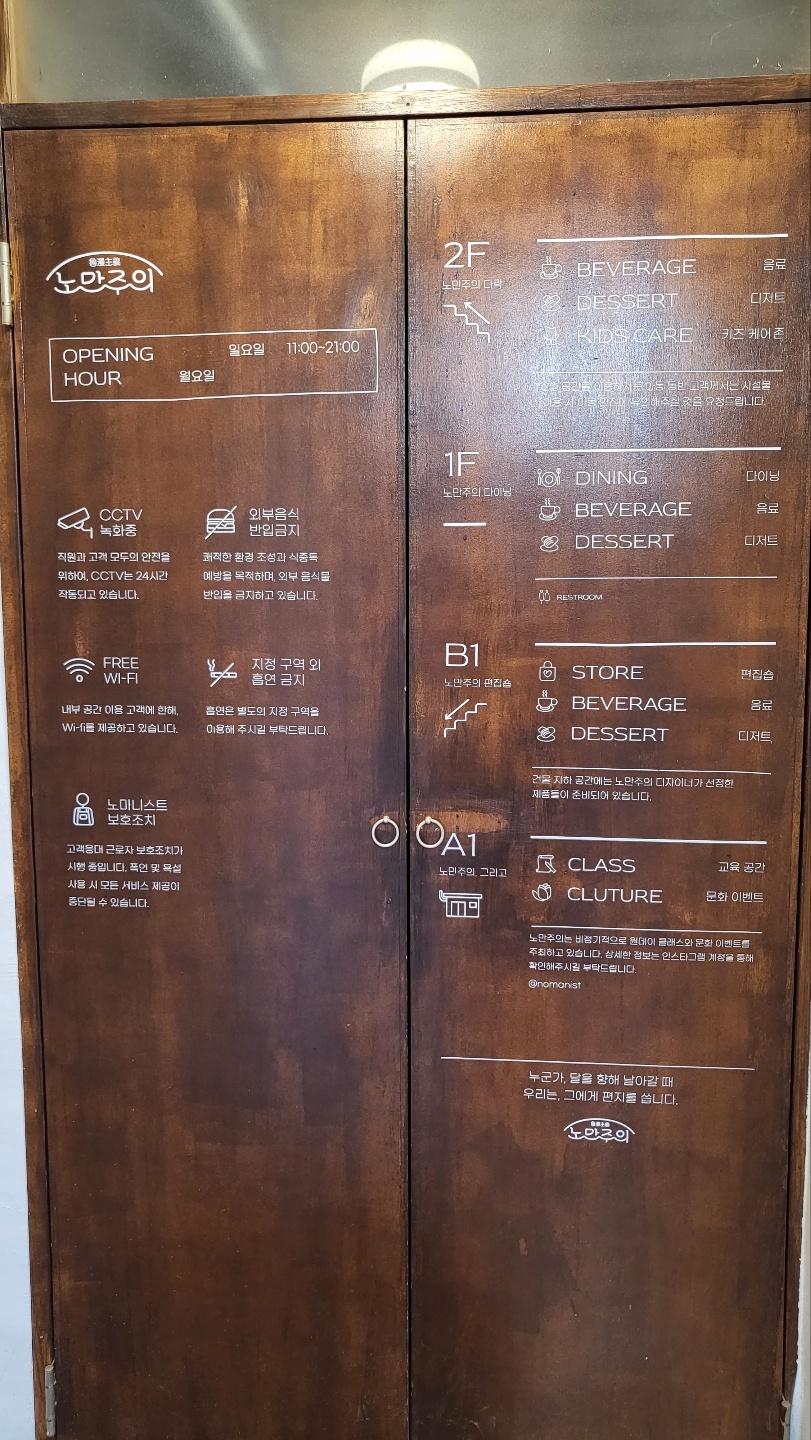 노만주의
OPENING HOUR
일요일 11:00~21:00
월요일
CCTV
녹화중
직원과 고객 모두의 안전을
위하여, CCTV는 24시간
작동되고 있습니다.
외부음식
반입금지
쾌적한 환경 조성과 식중독
예방을 목적하며, 외부 음식물
반입을 금지하고 있습니다.
FREE
WI-FI
내부 공간 이용 고객에 한해,
Wi-fi를 제공하고 있습니다.
지정 구역 외
흡연 금지
흡연은 별도의 지정 구역을
이용해 주시길 부탁드립니다.
노마니스트
보호조치
고객응대 근로자 보호조치가
시행 중입니다. 폭언 및 욕설
사용 시 모든 서비스 제공이
중단될 수 있습니다.
2F
노만주의 다락
BEVERAGE 음료
DESSERT 디저트
KIDS CARE 키즈 케어존
동반 고객께서는 시설물
것을 요청드립니다.
1F
노만주의 다이닝
DINING 다이닝
BEVERAGE 음료
DESSERT 디저트
RESTROOM
B1
노만주의 편집숍
STORE 편집숍
BEVERAGE 음료
DESSERT 디저트
건물 지하 공간에는 노만주의 디자이너가 선정한
제품들이 준비되어 있습니다.
A1
노만주의, 그리고
CLASS 교육 공간
CLUTURE 문화 이벤트
노만주의는 비정기적으로 원데이 클래스와 문화 이벤트를
주최하고 있습니다. 상세한 정보는 인스타그램 계정을 통해
확인해주시길 부탁드립니다.
@nomanist
누군가, 달을 향해 날아갈 때
우리는, 그에게 편지를 씁니다.
노만주의